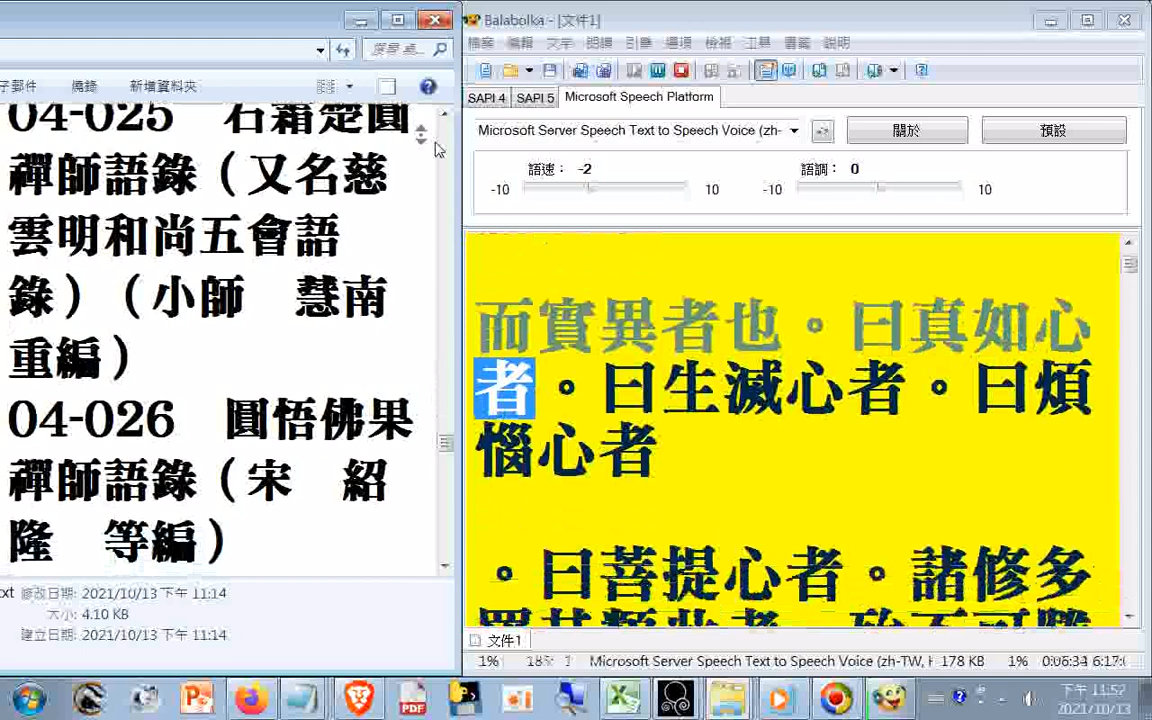 Balabolka - [文件1]
檔案 編輯 文字 朗讀 引擎 選項 檢視 工具 書籤 說明
子郵件 燒錄 新增資料夾
SAPI 4 SAPI 5 Microsoft Speech Platform
Microsoft Server Speech Text to Speech Voice (zh-
關於 預設
語速： -2 語調： 0
-10 10 -10 10
04-025 石霜楚圓
禪師語錄（又名慈
雲明和尚五會語
錄）（小師 慧南
重編）
04-026 圓悟佛果
禪師語錄（宋 紹
隆 等編）
xt 修改日期: 2021/10/13 下午 11:14
大小: 4.10 KB
建立日期: 2021/10/13 下午 11:14
而實異者也。曰真如心
者。曰生滅心者。曰煩
惱心者
。曰菩提心者。諸修多
文件1
1% 18 Microsoft Server Speech Text to Speech Voice (zh-TW, 178 KB 1% 0:06:34 6:17:
PDF
下午 11:52
2021/10/13